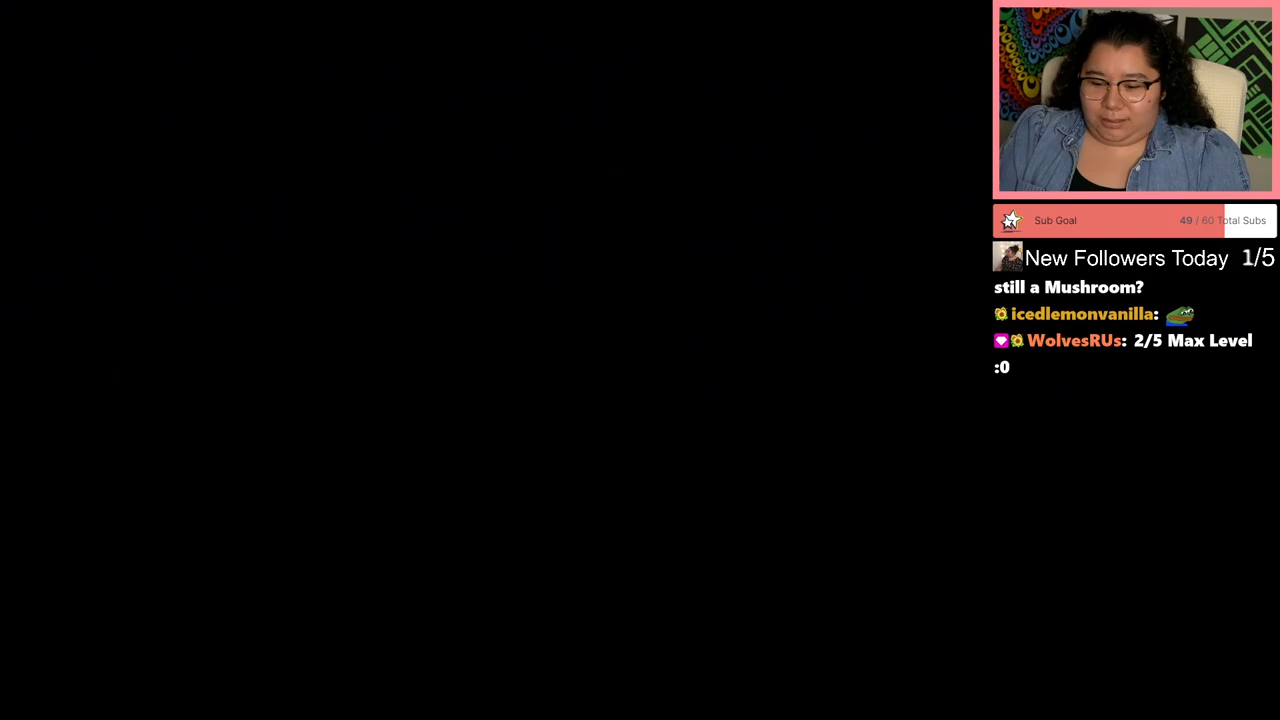 Sub Goal 49 / 60 Total Subs
New Followers Today 1/5
still a Mushroom?
icedlemonvanilla:
WolvesRUs: 2/5 Max Level
:0